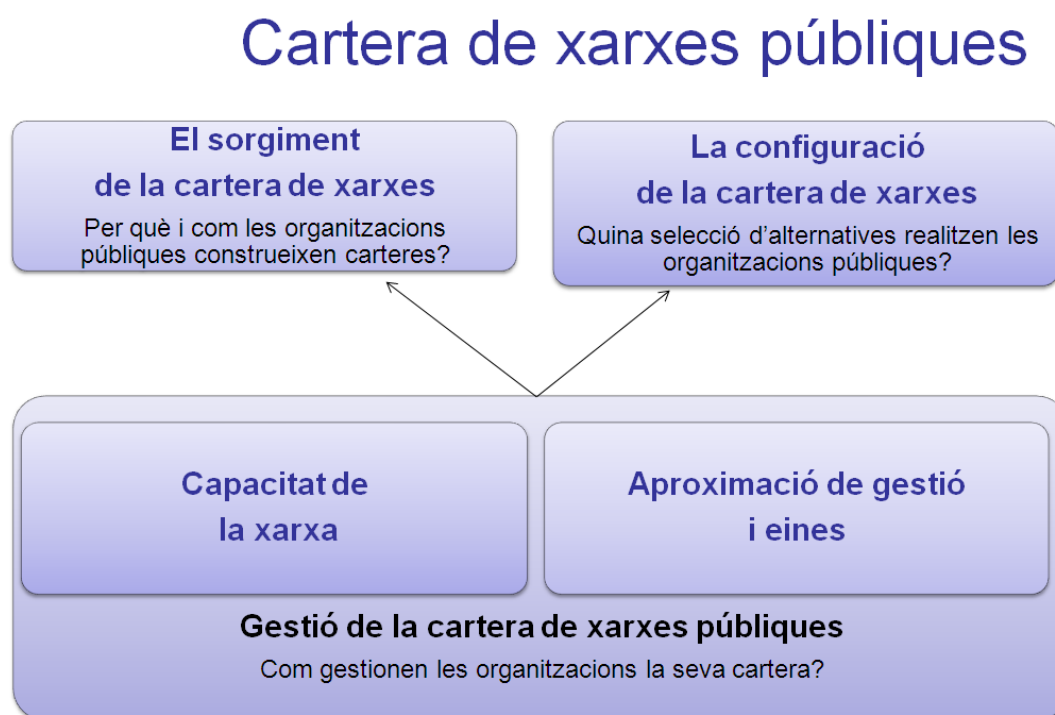 Cartera de xarxes públiques
El sorgiment
de la cartera de xarxes
Per què i com les organitzacions
públiques construeixen carteres?
La configuració
de la cartera de xarxes
Quina selecció d'alternatives realitzen les
organitzacions públiques?
Capacitat de
la xarxa
Aproximació de gestió
i eines
Gestió de la cartera de xarxes públiques
Com gestionen les organitzacions la seva cartera?